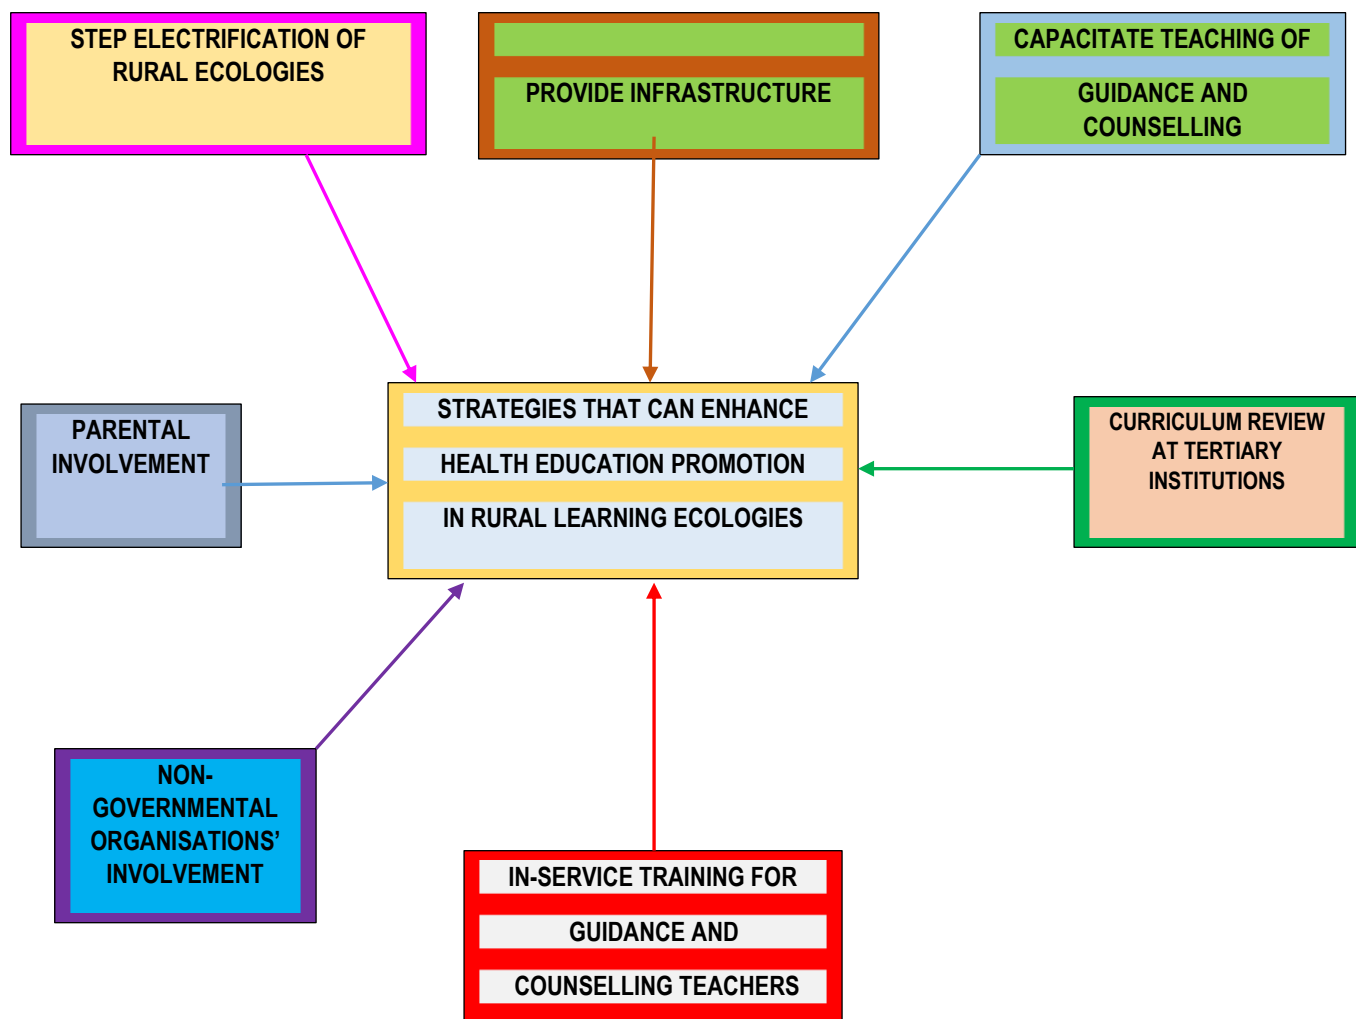 STEP ELECTRIFICATION OF
RURAL ECOLOGIES
PROVIDE INFRASTRUCTURE
CAPACITATE TEACHING OF
GUIDANCE AND
COUNSELLING
PARENTAL
INVOLVEMENT
STRATEGIES THAT CAN ENHANCE
HEALTH EDUCATION PROMOTION
IN RURAL LEARNING ECOLOGIES
CURRICULUM REVIEW
AT TERTIARY
INSTITUTIONS
NON-
GOVERNMENTAL
ORGANISATIONS’
INVOLVEMENT
IN-SERVICE TRAINING FOR
GUIDANCE AND
COUNSELLING TEACHERS